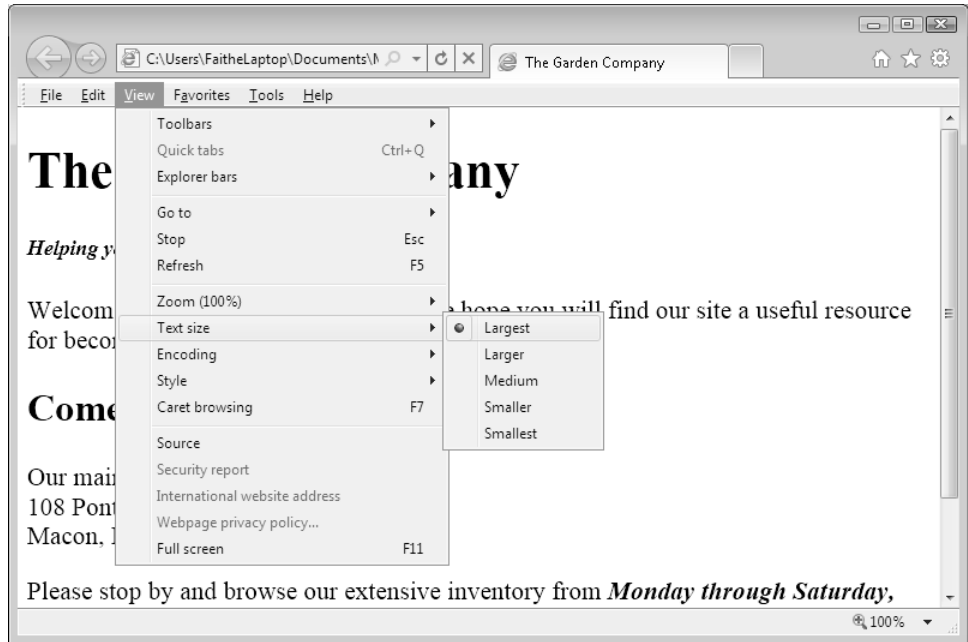 C:\Users\FaitheLaptop\Documents\
The Garden Company
File Edit View Favorites Tools Help
Toolbars
Quick tabs Ctrl+Q
Explorer bars
Go to
Stop Esc
Refresh F5
Zoom (100%)
Text size
Encoding
Style
Caret browsing F7
Source
Security report
International website address
Webpage privacy policy...
Full screen F11
Largest
Larger
Medium
Smaller
Smallest
The any
Helping
Welcom hope you will find our site a useful resource
for
Come
Our
108
Macon,
Please stop by and browse our extensive inventory from Monday through Saturday,
100%